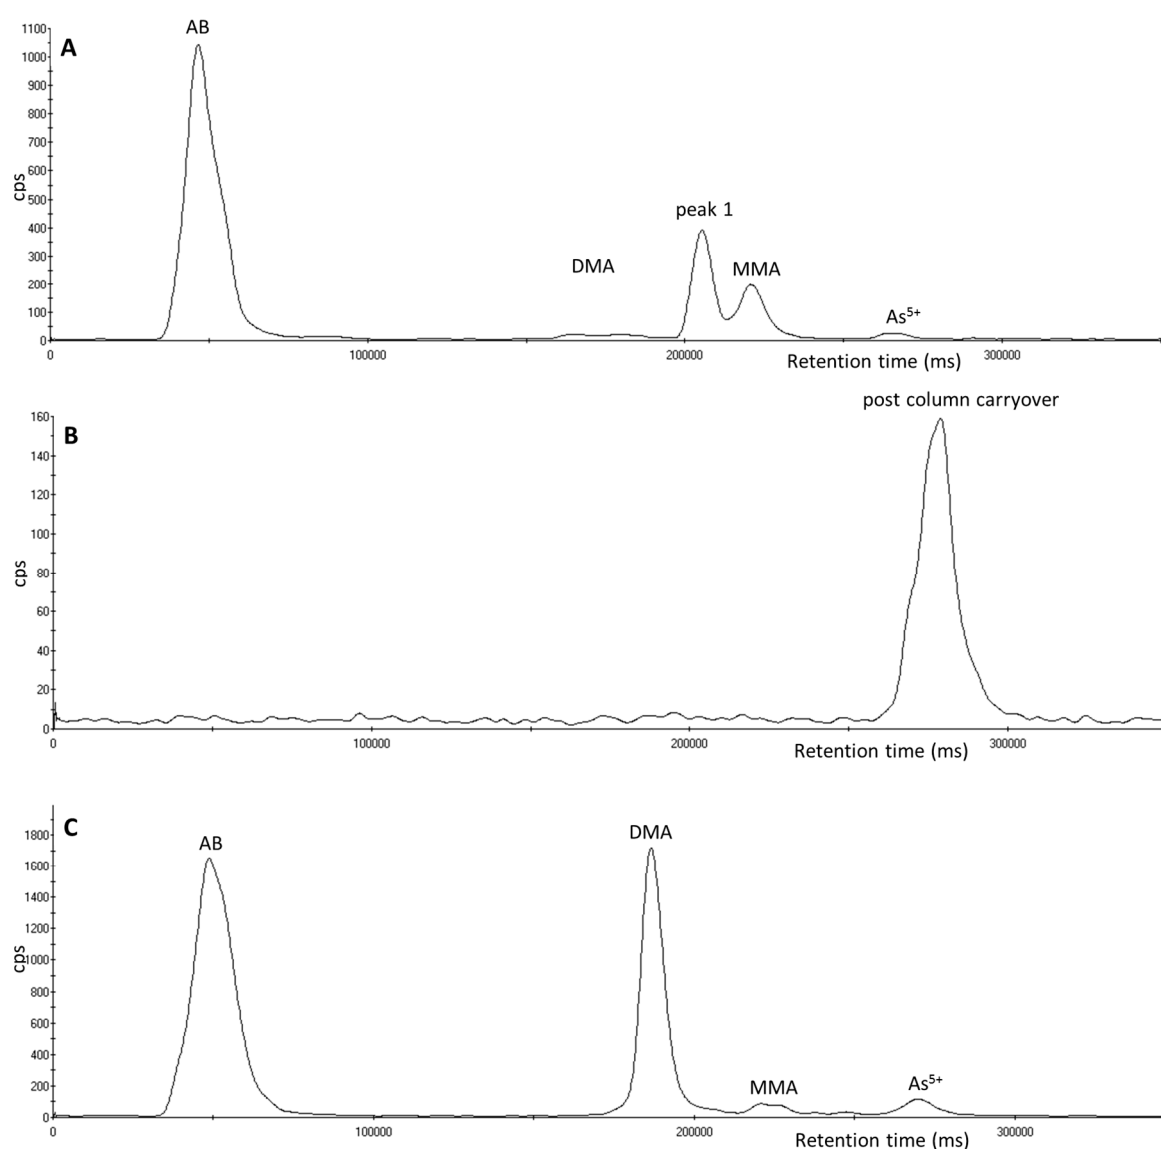 AB
A
1100
1000
900
800
700
600
500
400
300
200
100
0
cps
peak 1
DMA
MMA
As⁵⁺
0 100000 200000 300000
Retention time (ms)
post column carryover
B
160
140
120
100
80
60
40
20
0
cps
0 100000 200000 300000
Retention time (ms)
C
1800
1600
1400
1200
1000
800
600
400
200
0
cps
AB
DMA
MMA
As⁵⁺
0 100000 200000 300000
Retention time (ms)